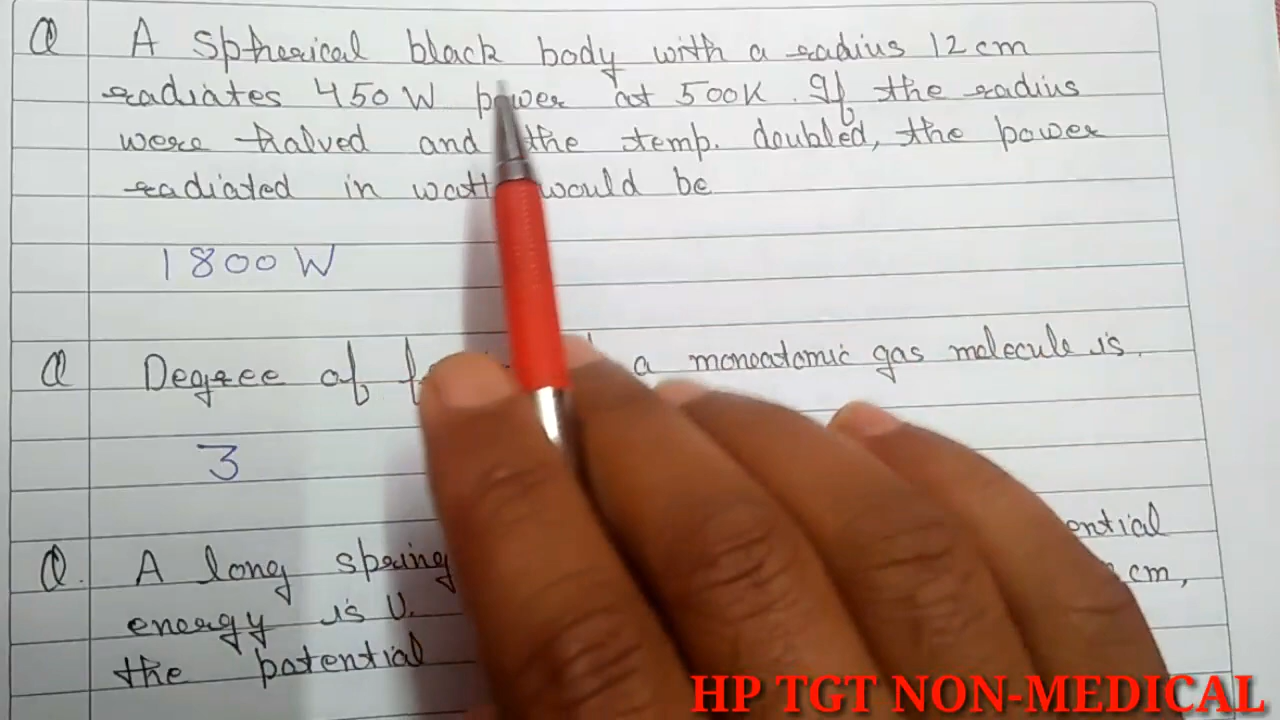 Q A Spherical black body with a radius 12 cm
radiates 450 W power at 500K. If the radius
were halved and the temp. doubled, the power
radiated in watt would be
1800 W
Q Degree of a monoatomic gas molecule is.
3
Q. A long spring ential
energy is U. cm,
the potential
HP TGT NON-MEDICAL